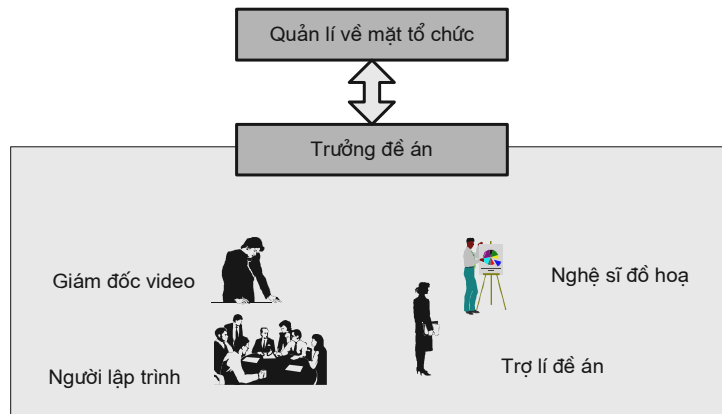 Quản lí về mặt tổ chức
Trưởng đề án
Giám đốc video
Nghệ sĩ đồ hoạ
Người lập trình
Trợ lí đề án